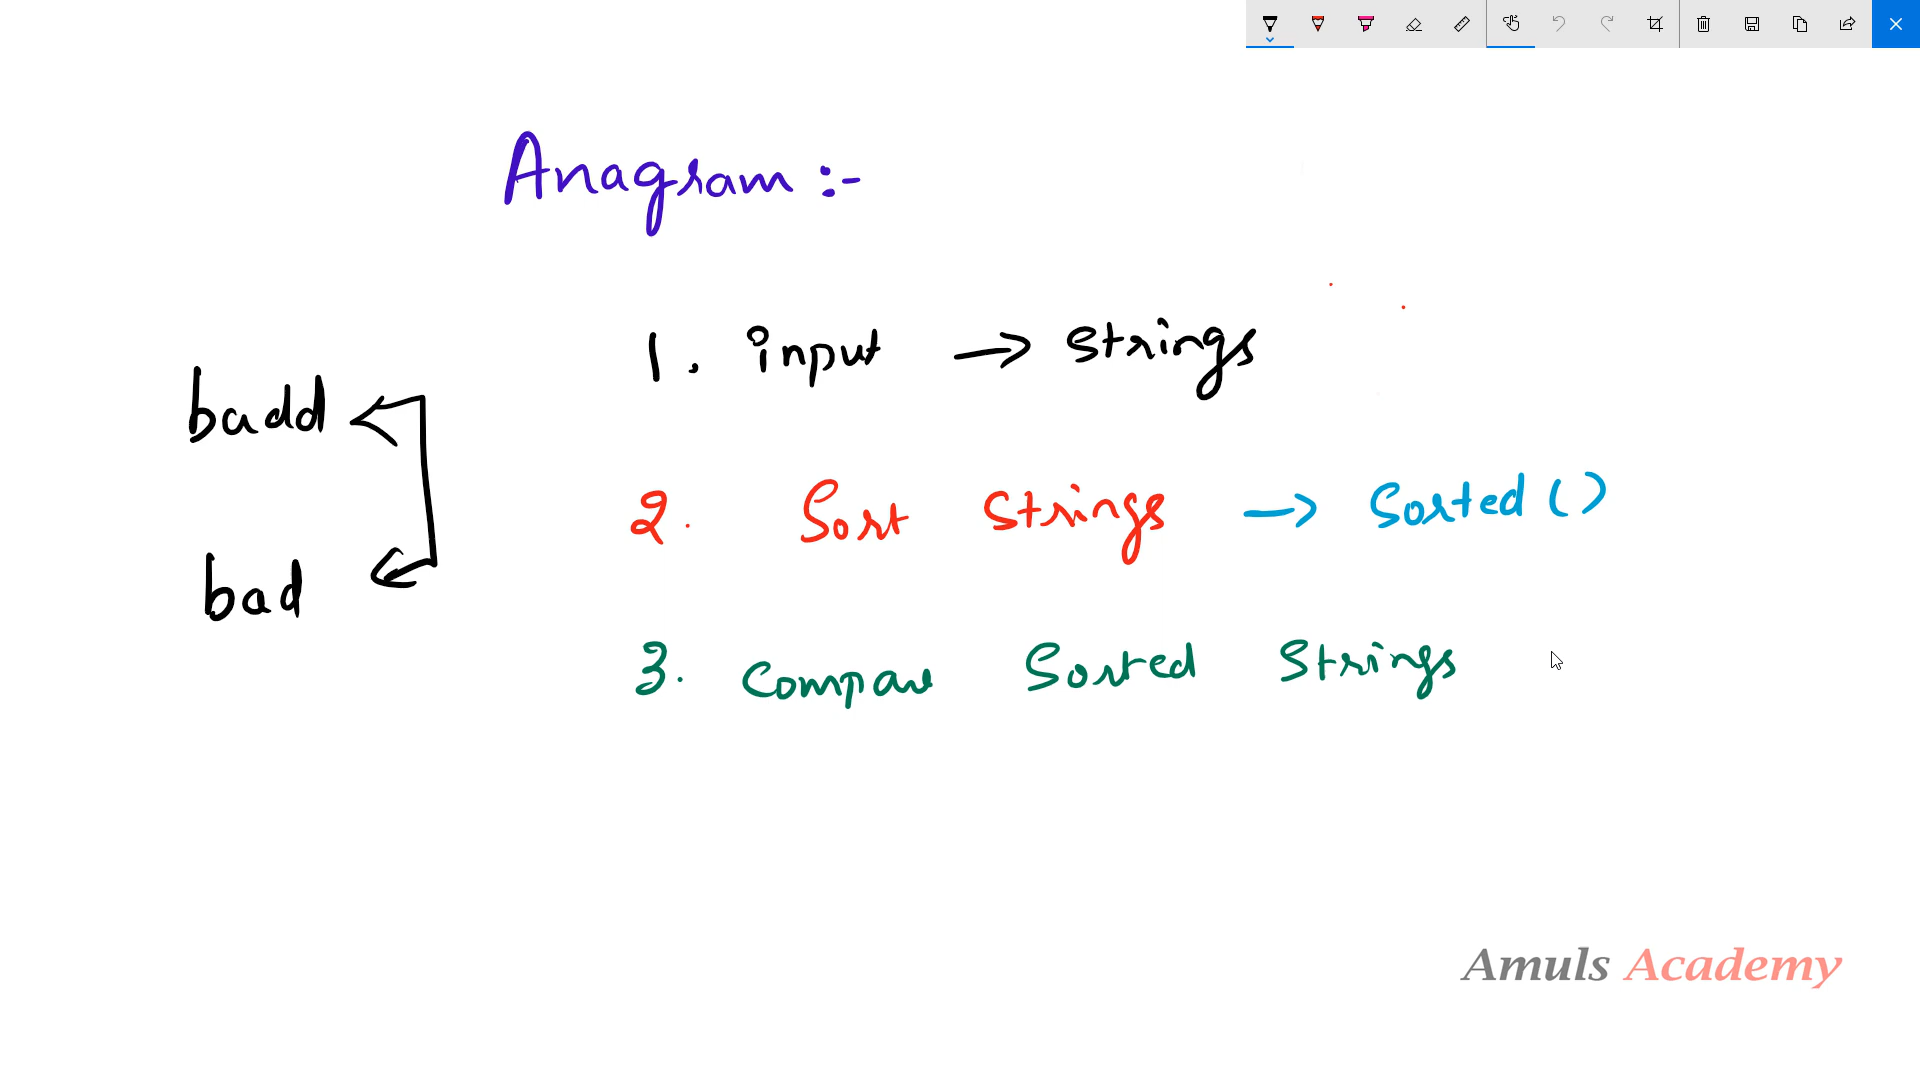 Anagram :-
1. input → Strings
badd
2. Sort Strings → Sorted ( )
bad
3. Compare Sorted Strings
Amuls Academy